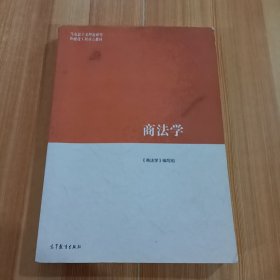 马克思主义理论研究和
建设工程重点教材
商法学
《商法学》编写组
高等教育出版社